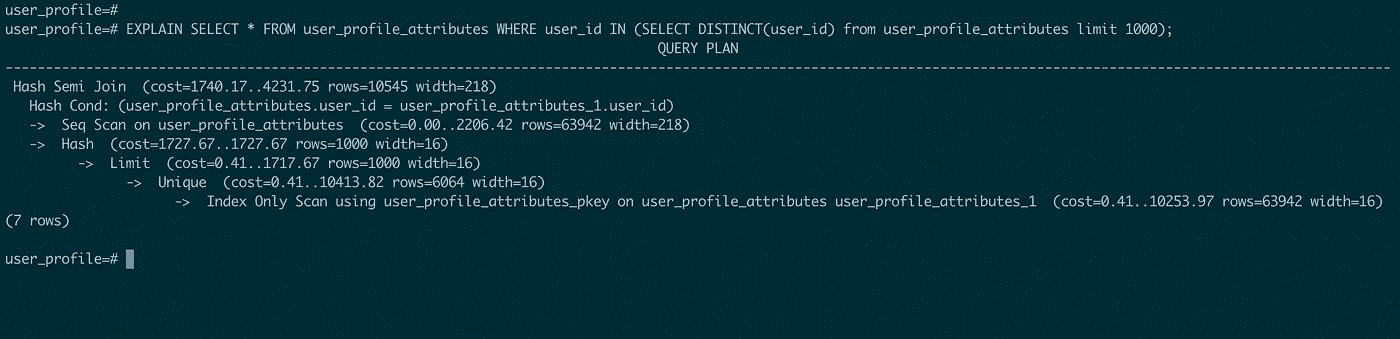 user_profile=#
user_profile=# EXPLAIN SELECT * FROM user_profile_attributes WHERE user_id IN (SELECT DISTINCT(user_id) from user_profile_attributes limit 1000);
QUERY PLAN
------------------------------------------------------------------------------------------------------------------------------------------------------------------------
Hash Semi Join  (cost=1740.17..4231.75 rows=10545 width=218)
Hash Cond: (user_profile_attributes.user_id = user_profile_attributes_1.user_id)
->  Seq Scan on user_profile_attributes  (cost=0.00..2206.42 rows=63942 width=218)
->  Hash  (cost=1727.67..1727.67 rows=1000 width=16)
->  Limit  (cost=0.41..1717.67 rows=1000 width=16)
->  Unique  (cost=0.41..10413.82 rows=6064 width=16)
->  Index Only Scan using user_profile_attributes_pkey on user_profile_attributes user_profile_attributes_1  (cost=0.41..10253.97 rows=63942 width=16)
(7 rows)
user_profile=#